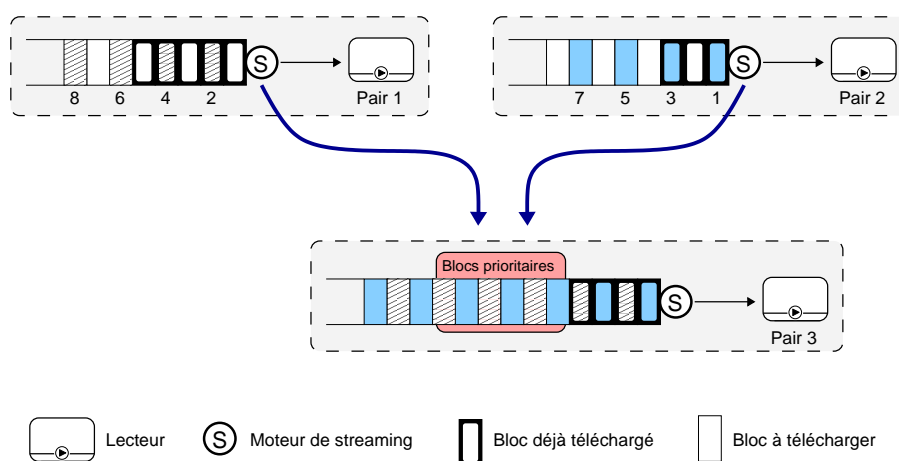 S
8 6 4 2
Pair 1
S
7 5 3 1
Pair 2
Blocs prioritaires
S
Pair 3
Lecteur
S Moteur de streaming
Bloc déjà téléchargé
Bloc à télécharger